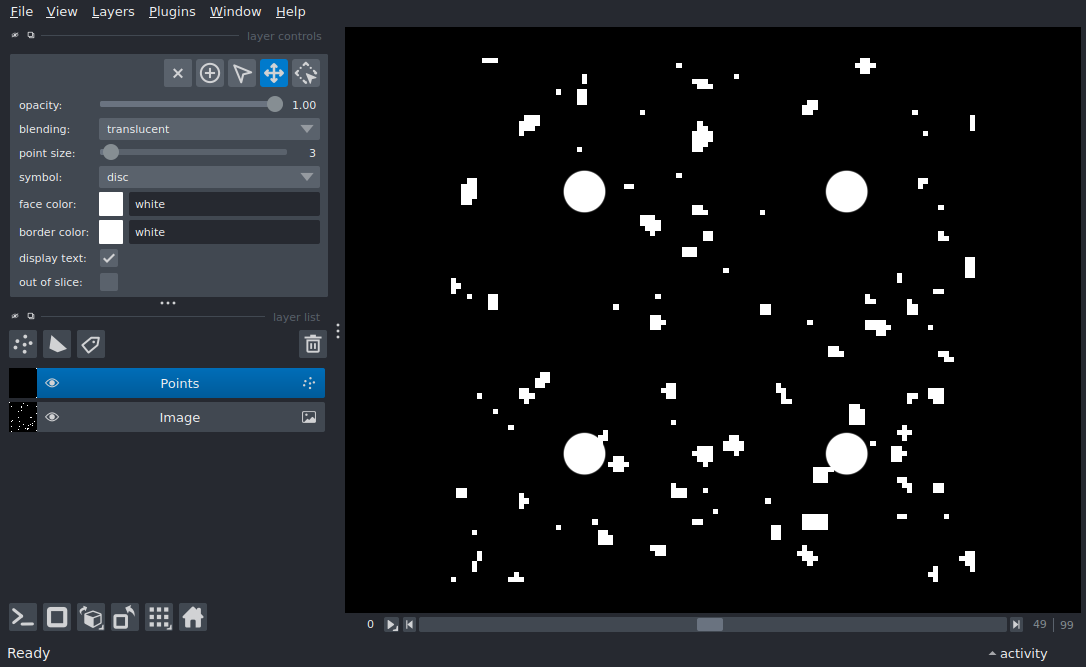 File View Layers Plugins Window Help
layer controls
opacity: 1.00
blending: translucent
point size: 3
symbol: disc
face color: white
border color: white
display text:
out of slice:
layer list
Points
Image
0 49 99
Ready activity